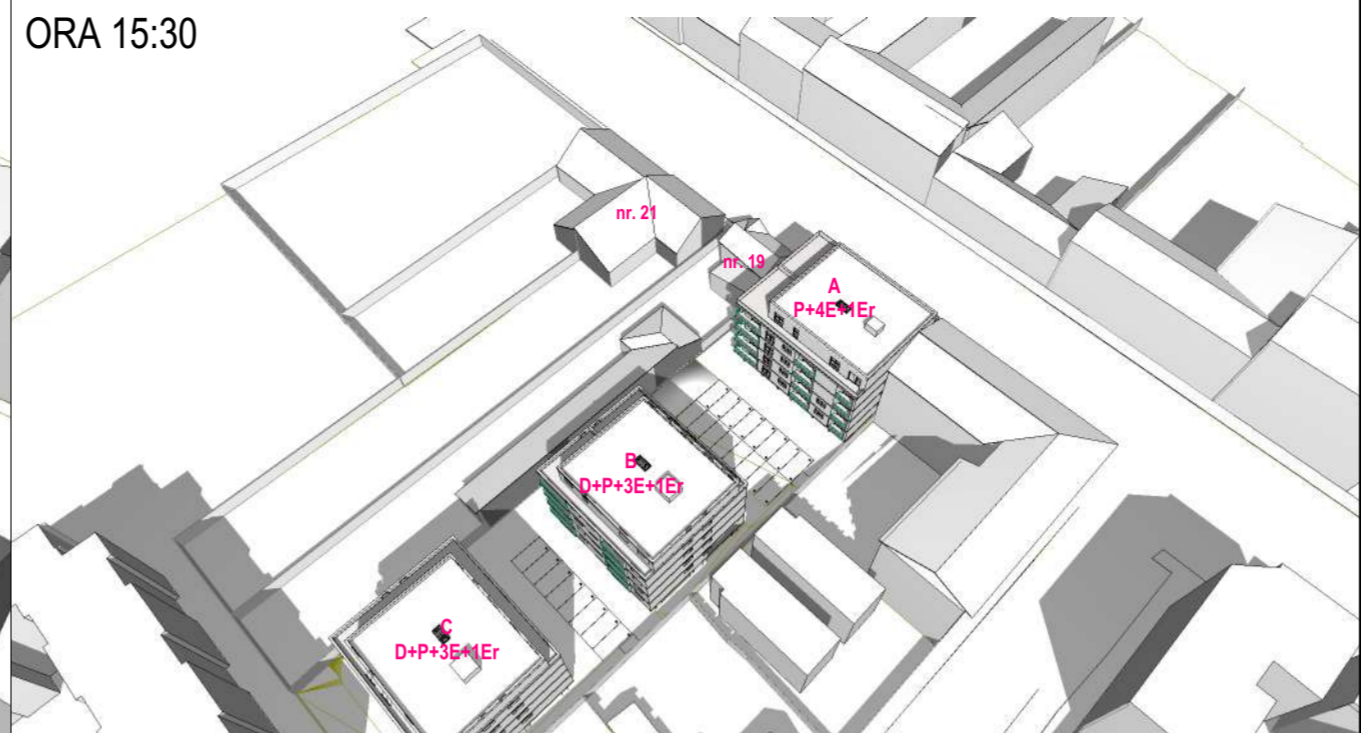 ORA 15:30
nr. 21
nr. 19
A
P+4E+1Er
B
D+P+3E+1Er
C
D+P+3E+1Er